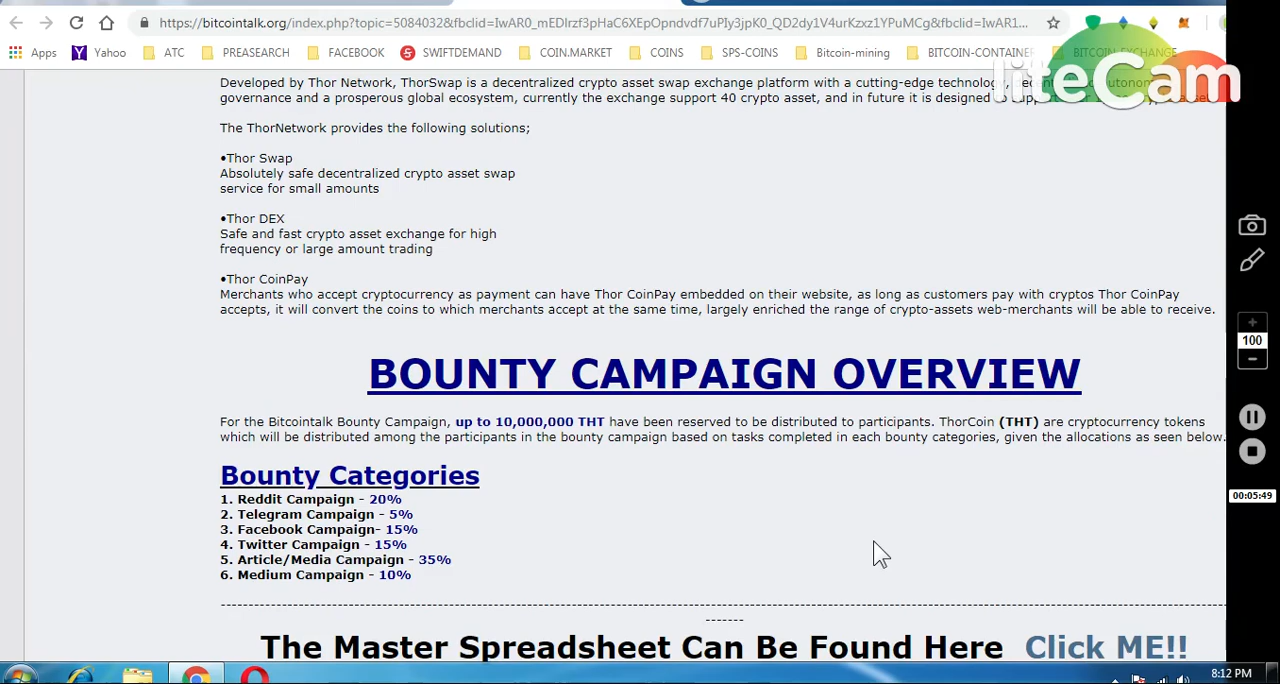 https://bitcointalk.org/index.php?topic=5084032&fbclid=IwAR0_mEDlrzf3pHaC6XEpOpndvdf7uPIy3jpK0_QD2dy1V4urKzxz1YPuMCg&fbclid=IwAR1...
Apps Yahoo ATC PREASEARCH FACEBOOK SWIFTDEMAND COIN.MARKET COINS SPS-COINS Bitcoin-mining BITCOIN-CONTAINER BITCOIN-EXCHANGE
liteCam
Developed by Thor Network, ThorSwap is a decentralized crypto asset swap exchange platform with a cutting-edge technology,
governance and a prosperous global ecosystem, currently the exchange support 40 crypto asset, and in future it is designed to
The ThorNetwork provides the following solutions;
•Thor Swap
Absolutely safe decentralized crypto asset swap
service for small amounts
•Thor DEX
Safe and fast crypto asset exchange for high
frequency or large amount trading
•Thor CoinPay
Merchants who accept cryptocurrency as payment can have Thor CoinPay embedded on their website, as long as customers pay with cryptos Thor CoinPay
accepts, it will convert the coins to which merchants accept at the same time, largely enriched the range of crypto-assets web-merchants will be able to receive.
BOUNTY CAMPAIGN OVERVIEW
For the Bitcointalk Bounty Campaign, up to 10,000,000 THT have been reserved to be distributed to participants. ThorCoin (THT) are cryptocurrency tokens
which will be distributed among the participants in the bounty campaign based on tasks completed in each bounty categories, given the allocations as seen below.
Bounty Categories
1. Reddit Campaign - 20%
2. Telegram Campaign - 5%
3. Facebook Campaign- 15%
4. Twitter Campaign - 15%
5. Article/Media Campaign - 35%
6. Medium Campaign - 10%
The Master Spreadsheet Can Be Found Here Click ME!!
100
00:05:49
8:12 PM